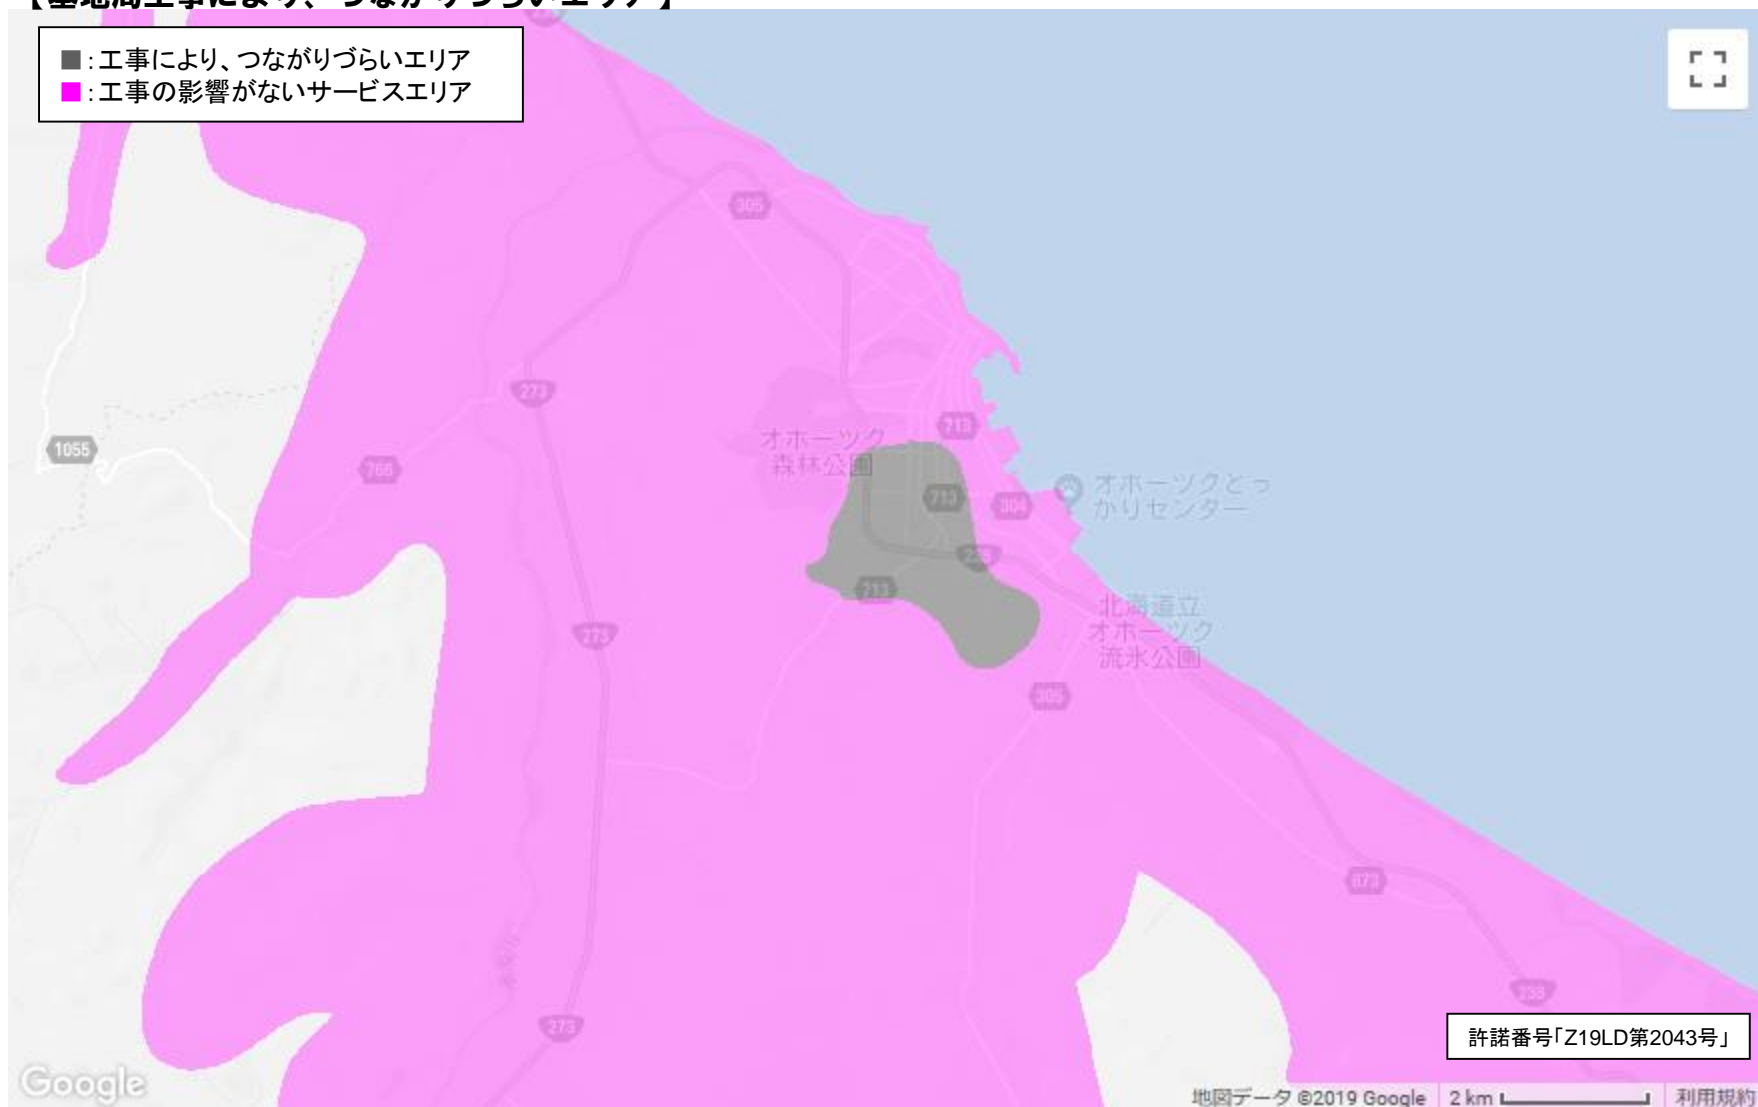 【基地局工事により、つながりづらいエリア】
■：工事により、つながりづらいエリア
■：工事の影響がないサービスエリア
305
273
1055
766
713
オホーツク
森林公園
713
304
オホーツクとっ
かりセンター
238
713
273
北海道立
オホーツク
流氷公園
305
873
238
273
許諾番号「Z19LD第2043号」
Google
地図データ ©2019 Google
2 km
利用規約